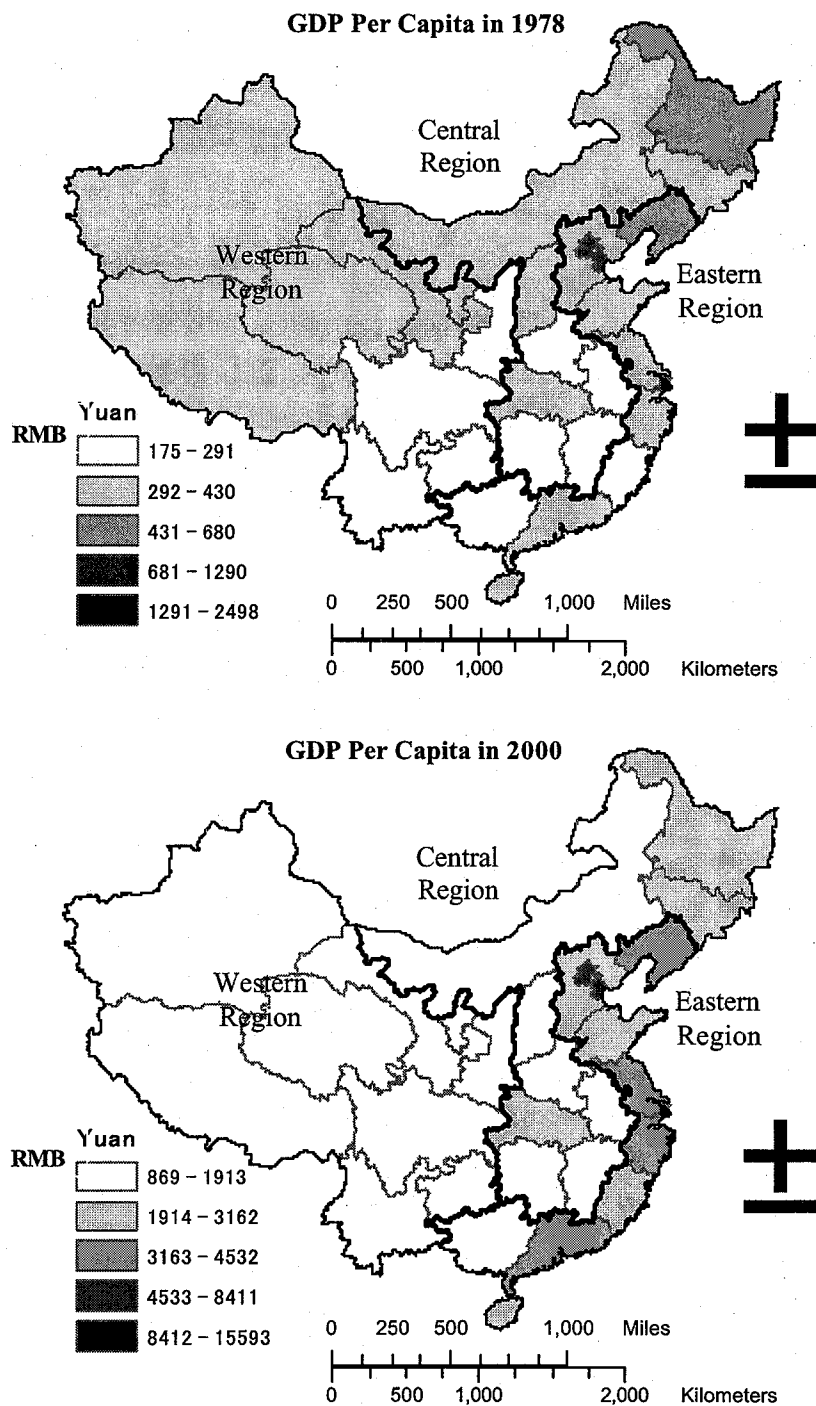 GDP Per Capita in 1978
Central
Region
Western
Region
Eastern
Region
Yuan
RMB
175 - 291
292 - 430
431 - 680
681 - 1290
1291 - 2498
0 250 500 1,000 Miles
0 500 1,000 2,000 Kilometers
GDP Per Capita in 2000
Central
Region
Western
Region
Eastern
Region
Yuan
RMB
869 - 1913
1914 - 3162
3163 - 4532
4533 - 8411
8412 - 15593
0 250 500 1,000 Miles
0 500 1,000 2,000 Kilometers